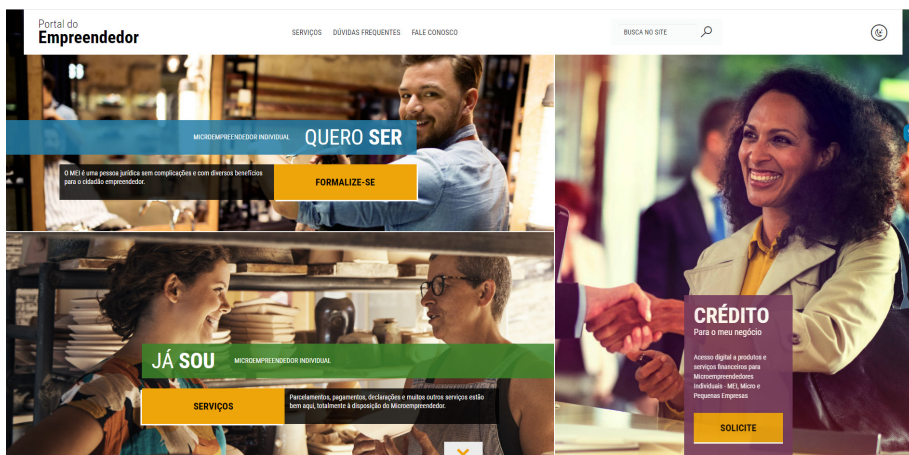 Portal do
Empreendedor
SERVIÇOS DÚVIDAS FREQUENTES FALE CONOSCO
BUSCA NO SITE
MICROEMPREENDEDOR INDIVIDUAL QUERO SER
O MEI é uma pessoa jurídica sem complicações e com diversos benefícios
para o cidadão empreendedor.
FORMALIZE-SE
JÁ SOU MICROEMPREENDEDOR INDIVIDUAL
SERVIÇOS
Parcelamentos, pagamentos, declarações e muitos outros serviços estão
bem aqui, totalmente à disposição do Microempreendedor.
CRÉDITO
Para o meu negócio
Acesso digital a produtos e
serviços financeiros para
Microempreendedores
Individuais - MEI, Micro e
Pequenas Empresas
SOLICITE